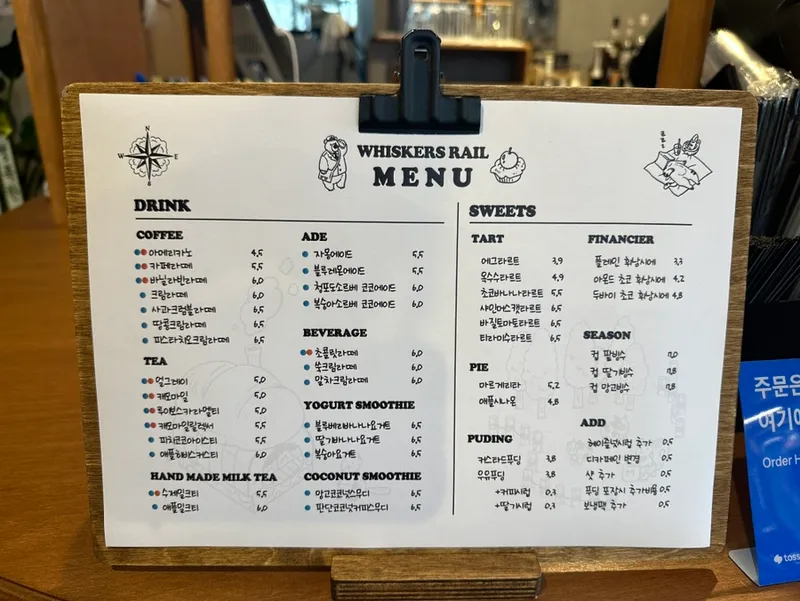 N
W
E
S
WHISKERS RAIL
MENU
DRINK
COFFEE
아메리카노 4.5
카페라떼 5.5
바닐라빈라떼 6.0
크림라떼 6.0
사과크럼블라떼 6.5
땅콩크림라떼 6.5
피스타치오크림라떼 6.5
TEA
얼그레이 5.0
캐모마일 5.0
루이보스카라멜티 5.0
캐모마일릴렉서 5.5
피치코코아이스티 5.5
애플히비스커스티 6.0
HAND MADE MILK TEA
수제밀크티 5.5
애플밀크티 6.0
ADE
자몽에이드 5.5
블루레몬에이드 5.5
청포도소르베 코코에이드 6.0
복숭아소르베 코코에이드 6.0
BEVERAGE
초콜릿라떼 6.0
쑥크림라떼 6.0
말차크림라떼 6.0
YOGURT SMOOTHIE
블루베리바나나요거트 6.5
딸기바나나요거트 6.5
복숭아요거트 6.5
COCONUT SMOOTHIE
망고코코넛스무디 6.5
판단코코넛커피스무디 6.5
SWEETS
TART
에그타르트 3.9
옥수수타르트 4.9
초코바나나타르트 5.5
샤인머스캣타르트 6.5
바질토마토타르트 6.5
티라미수타르트 6.5
PIE
마르게리타 5.2
애플시나몬 4.8
PUDING
커스터드푸딩 3.8
우유푸딩 3.8
+커피시럽 0.3
+딸기시럽 0.3
FINANCIER
플레인 휘낭시에 3.3
아몬드 초코 휘낭시에 4.2
두바이 초코 휘낭시에 4.8
SEASON
컵 팥빙수
컵 딸기빙수
컵 망고빙수
ADD
헤이즐넛시럽 추가 0.5
디카페인 변경 0.5
샷 추가 0.5
푸딩 포장시 추가비용 0.5
보냉팩 추가 0.5
z
z
z
주문은
여기에
Order H
toss